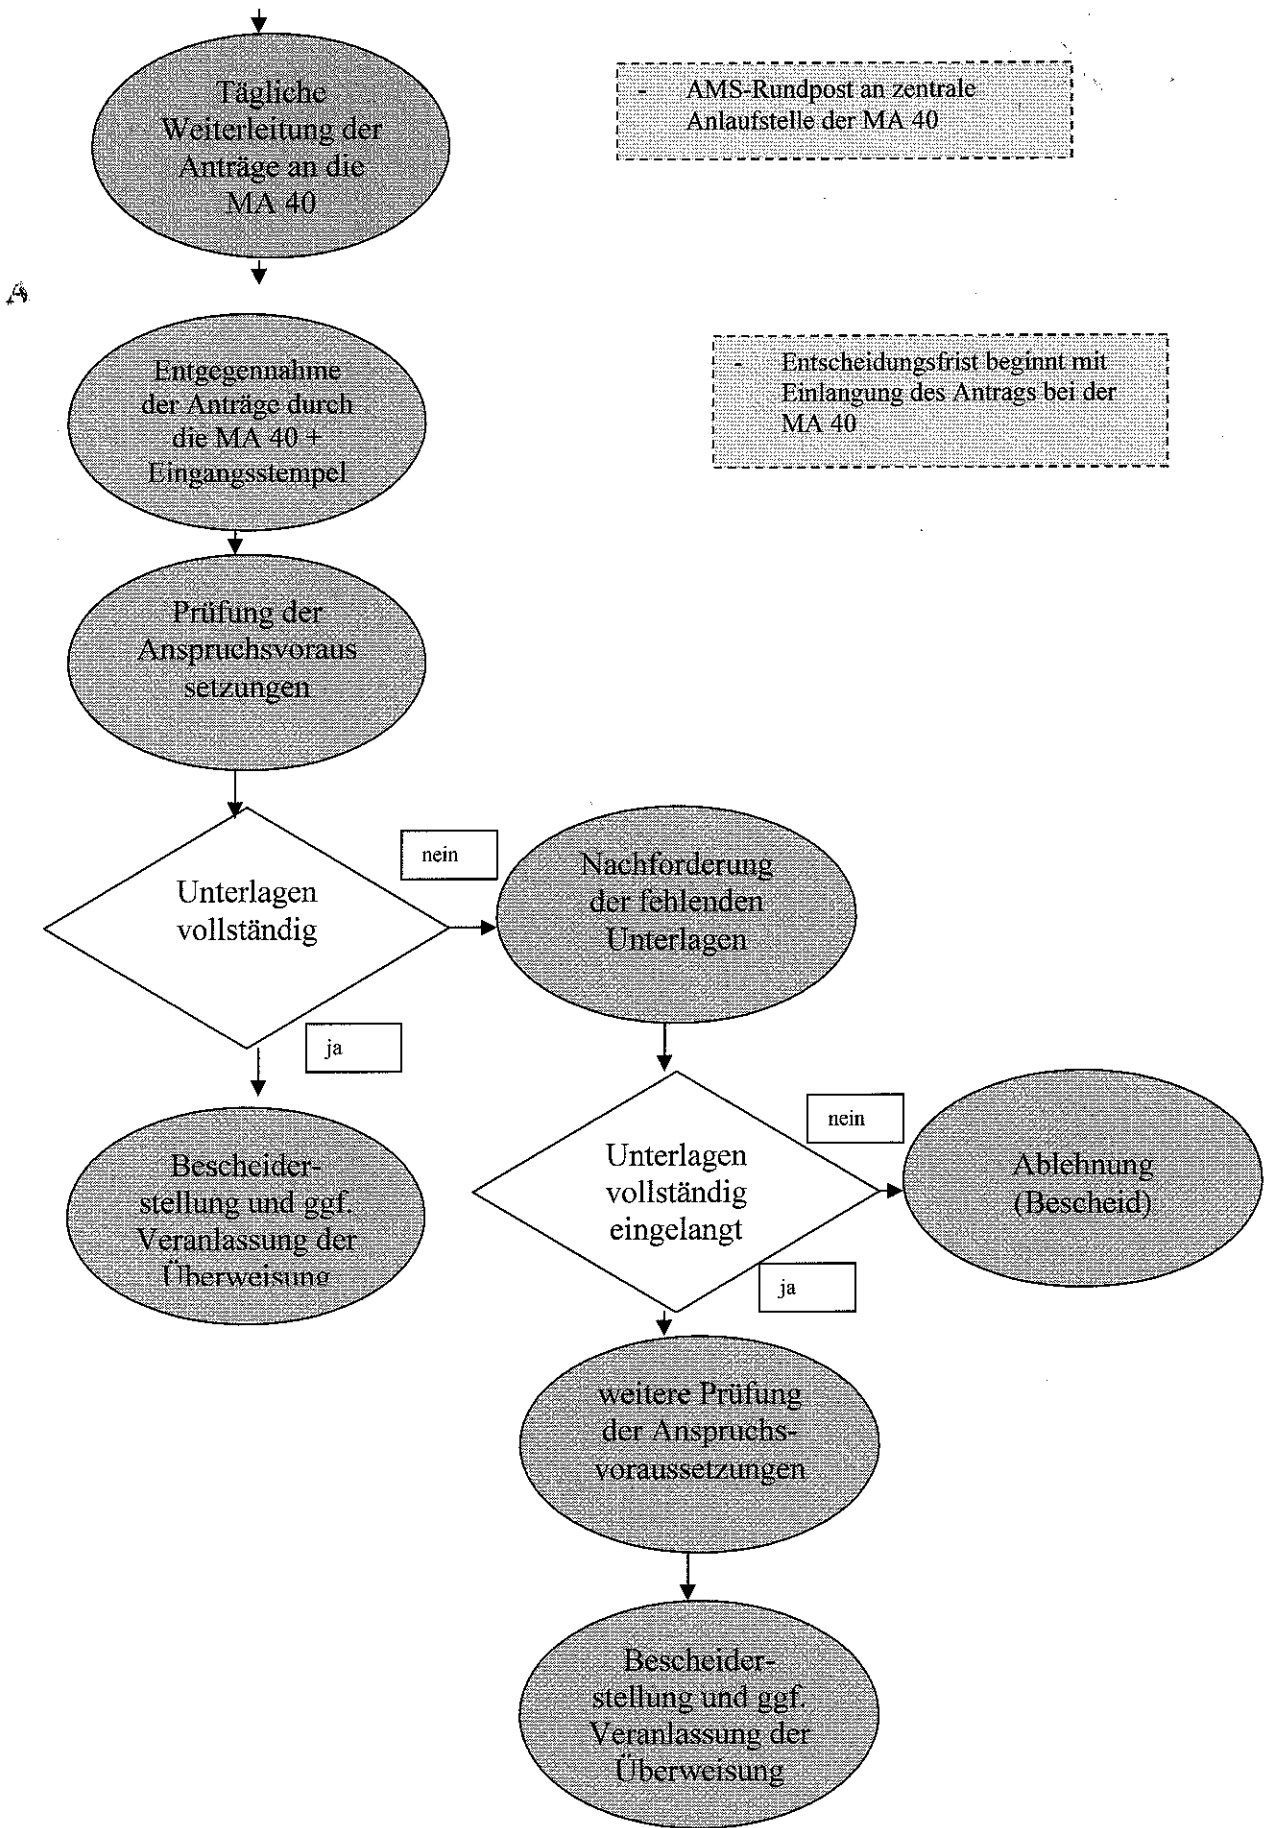 Tägliche
Weiterleitung der
Anträge an die
MA 40
- AMS-Rundpost an zentrale
Anlaufstelle der MA 40
A
Entgegennahme
der Anträge durch
die MA 40 +
Eingangsstempel
- Entscheidungsfrist beginnt mit
Einlangung des Antrags bei der
MA 40
Prüfung der
Anspruchsvoraus
setzungen
Unterlagen
vollständig
nein
Nachforderung
der fehlenden
Unterlagen
ja
Bescheider-
stellung und ggf.
Veranlassung der
Überweisung
Unterlagen
vollständig
eingelangt
nein
Ablehnung
(Bescheid)
ja
weitere Prüfung
der Anspruchs-
voraussetzungen
Bescheider-
stellung und ggf.
Veranlassung der
Überweisung